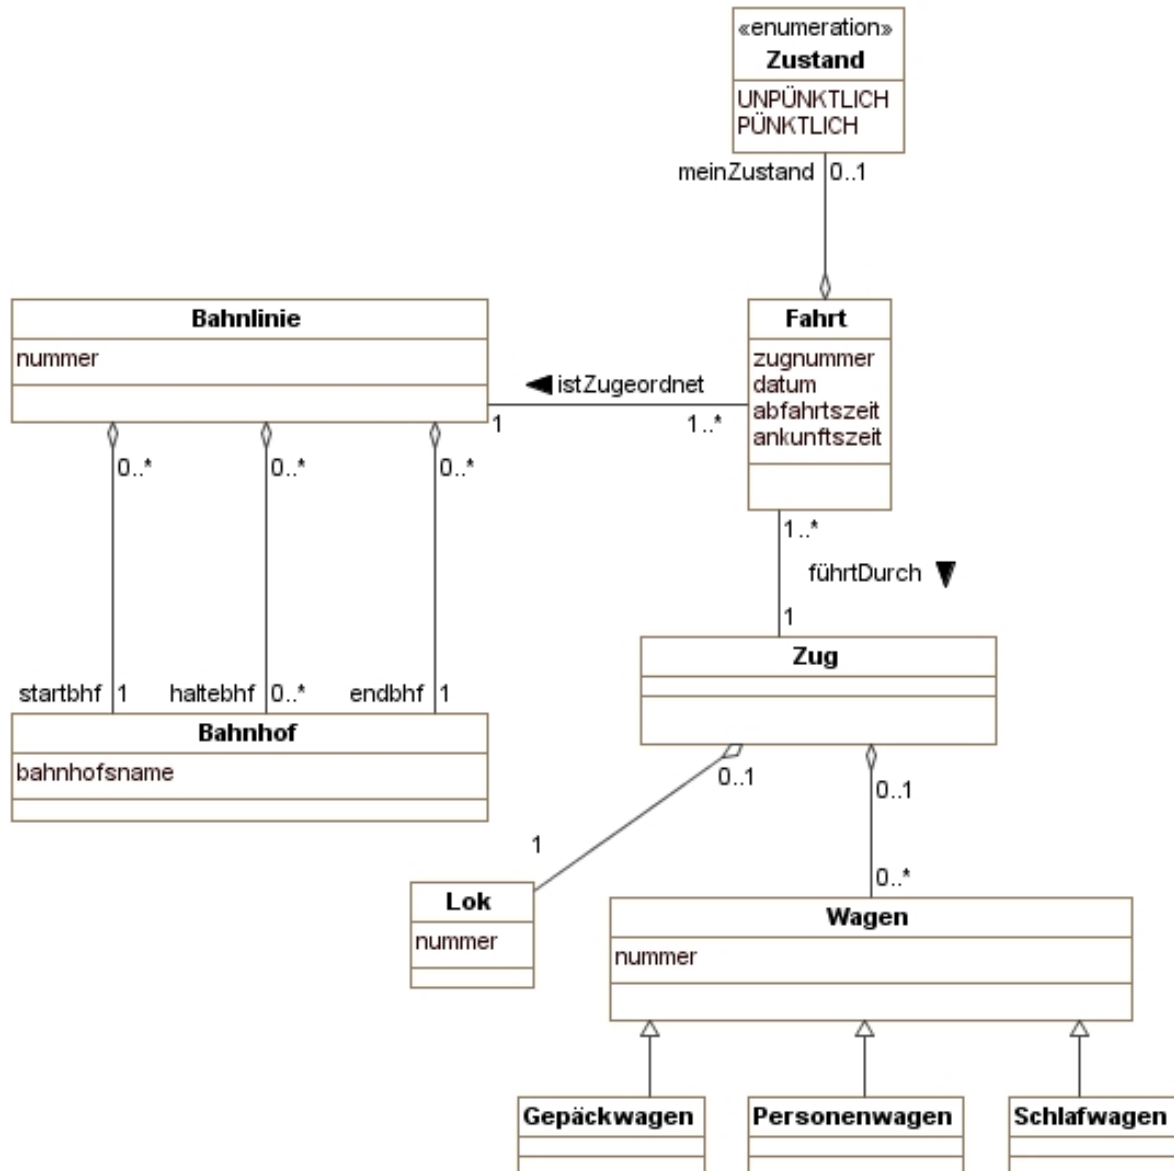 «enumeration»
Zustand
UNPÜNKTLICH
PÜNKTLICH
meinZustand 0..1
Bahnlinie
nummer
Fahrt
zugnummer
datum
abfahrtszeit
ankunftszeit
◀ istZugeordnet
1 1..*
0..* 0..* 0..*
1..*
führtDurch ▼
1
Zug
startbhf 1 haltebhf 0..* endbhf 1
Bahnhof
bahnhofsname
0..1 0..1
1
0..*
Lok
nummer
Wagen
nummer
Gepäckwagen
Personenwagen
Schlafwagen